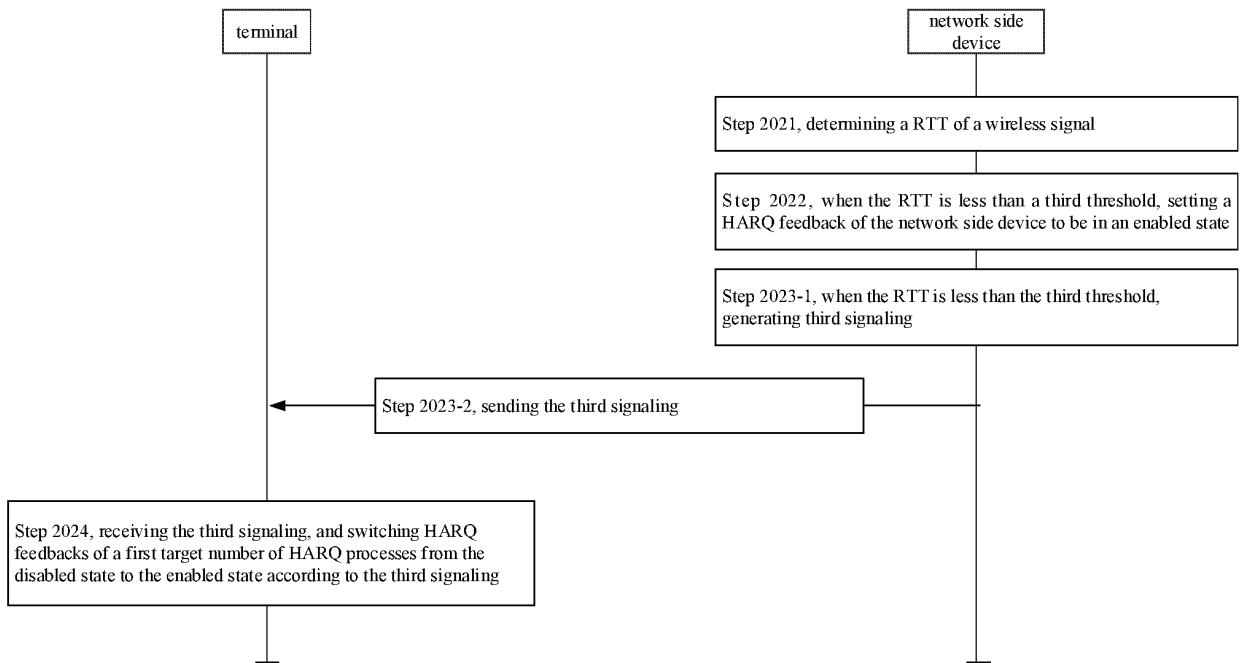 terminal
network side
device
Step 2021, determining a RTT of a wireless signal
Step 2022, when the RTT is less than a third threshold, setting a
HARQ feedback of the network side device to be in an enabled state
Step 2023-1, when the RTT is less than the third threshold,
generating third signaling
Step 2023-2, sending the third signaling
Step 2024, receiving the third signaling, and switching HARQ
feedbacks of a first target number of HARQ processes from the
disabled state to the enabled state according to the third signaling